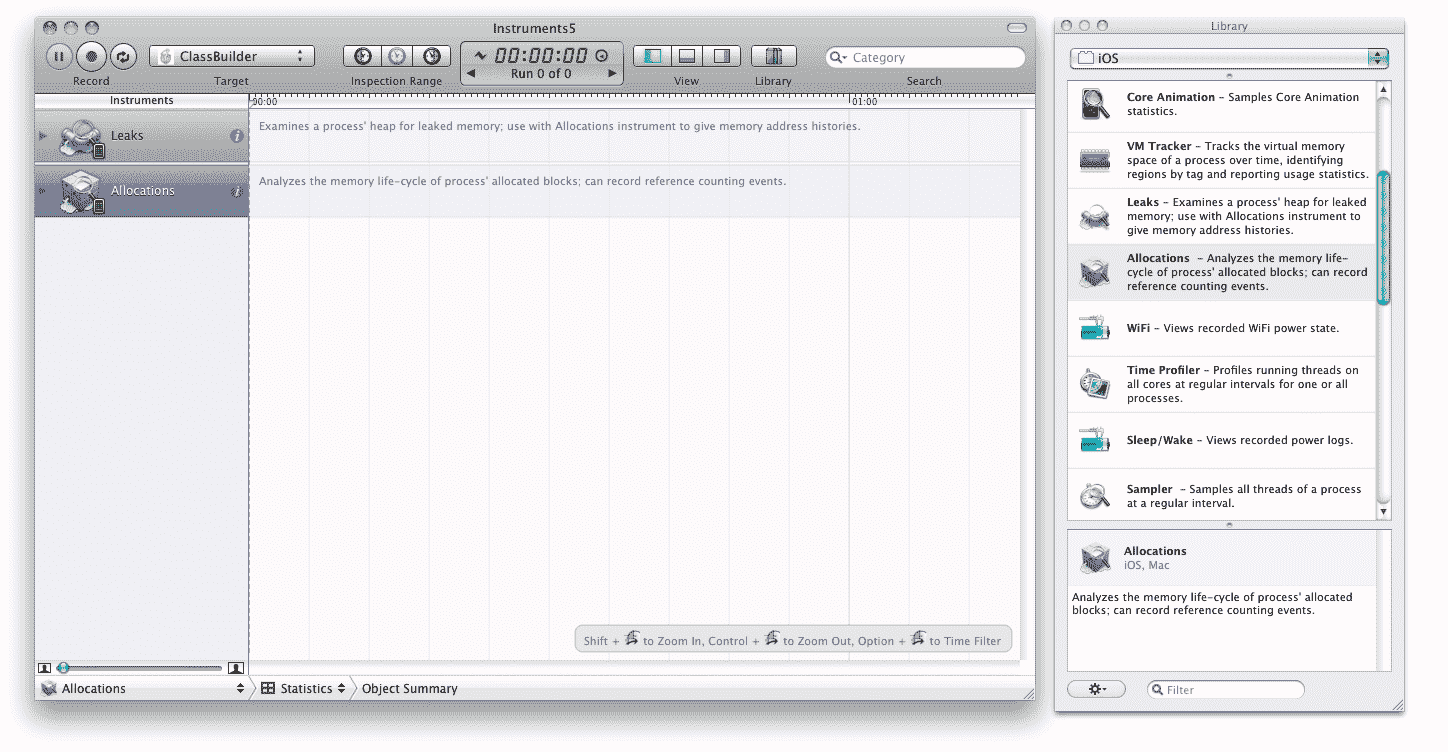 Instruments5
ClassBuilder
00:00:00
Run 0 of 0
Category
Record
Target
Inspection Range
View
Library
Search
Instruments
00:00
01:00
Leaks
Examines a process' heap for leaked memory; use with Allocations instrument to give memory address histories.
Allocations
Analyzes the memory life-cycle of process' allocated blocks; can record reference counting events.
Shift + to Zoom In, Control + to Zoom Out, Option + to Time Filter
Allocations
Statistics
Object Summary
Library
iOS
Core Animation – Samples Core Animation
statistics.
VM Tracker – Tracks the virtual memory
space of a process over time, identifying
regions by tag and reporting usage statistics.
Leaks – Examines a process' heap for leaked
memory; use with Allocations instrument to
give memory address histories.
Allocations – Analyzes the memory life-
cycle of process' allocated blocks; can record
reference counting events.
WiFi – Views recorded WiFi power state.
Time Profiler – Profiles running threads on
all cores at regular intervals for one or all
processes.
Sleep/Wake – Views recorded power logs.
Sampler – Samples all threads of a process
at a regular interval.
Allocations
iOS, Mac
Analyzes the memory life-cycle of process' allocated
blocks; can record reference counting events.
Filter